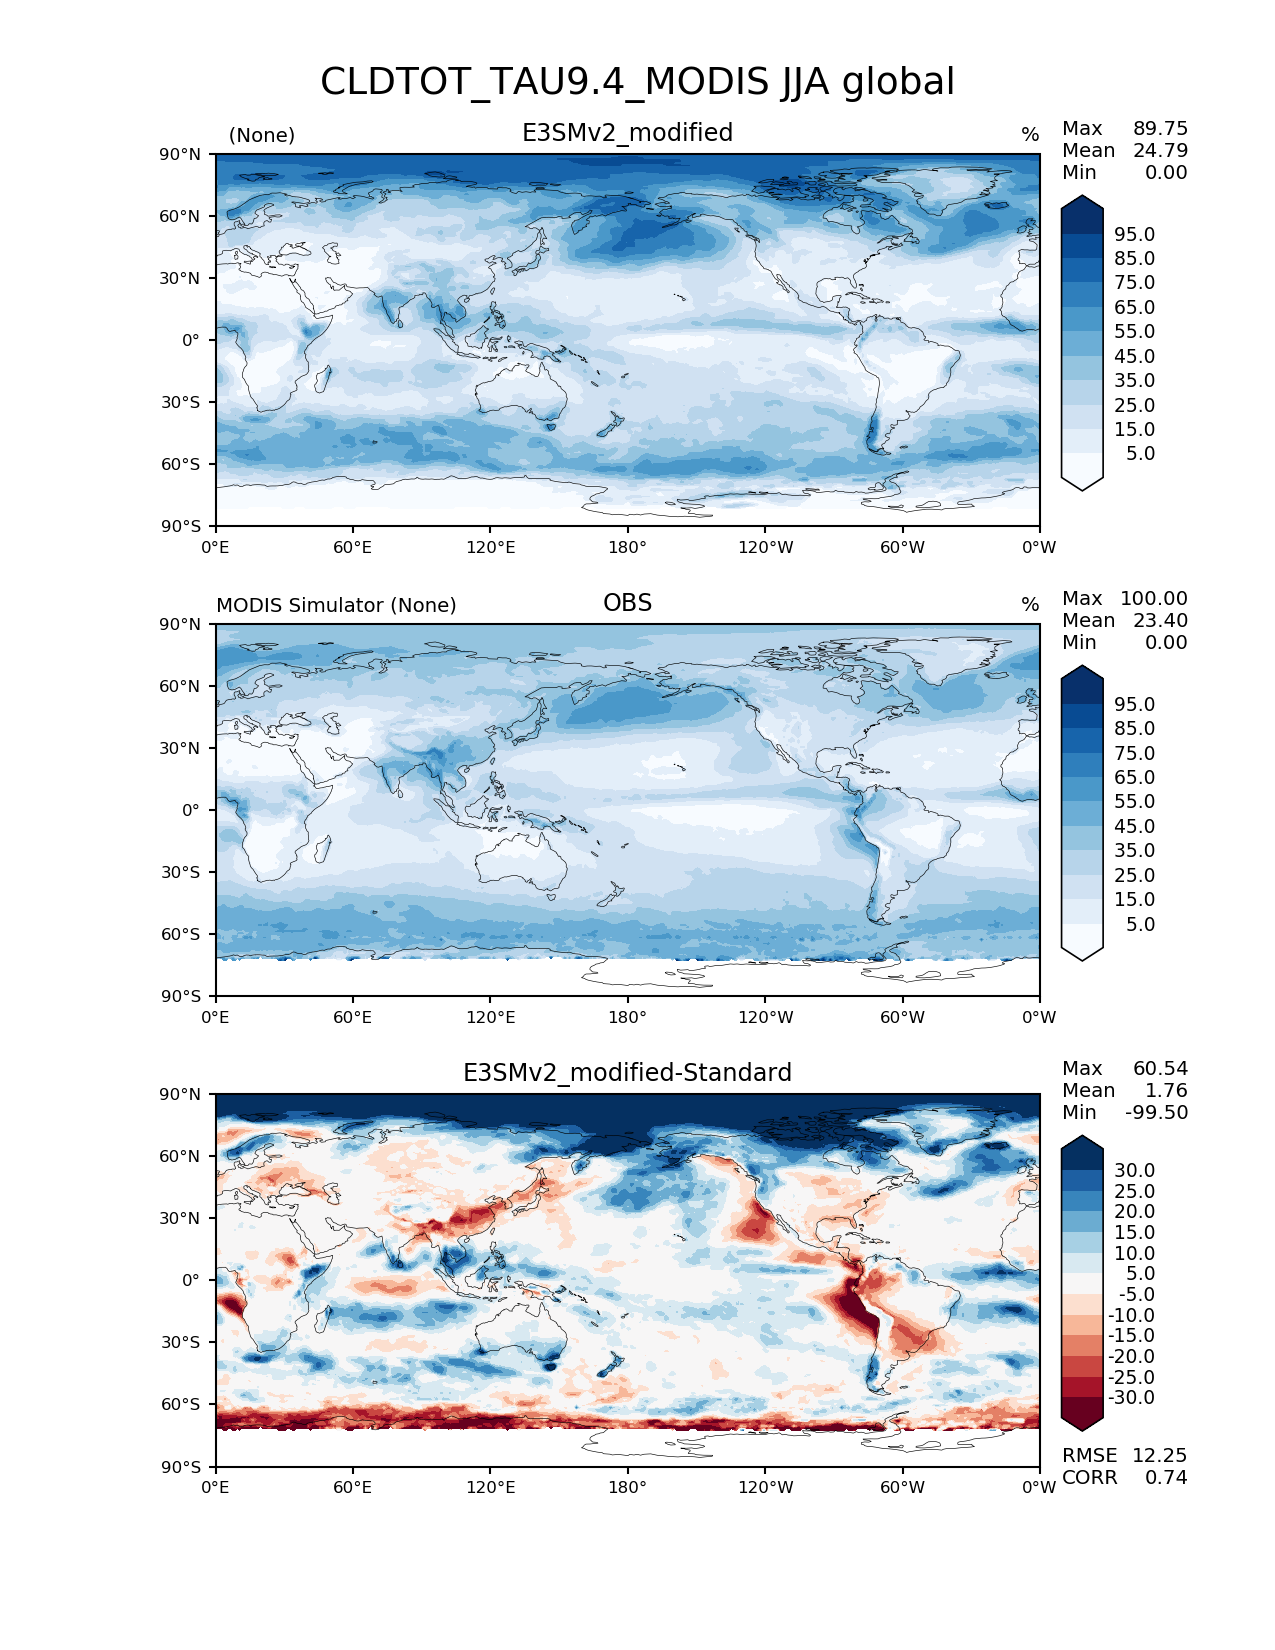 CLDTOT_TAU9.4_MODIS JJA global
(None) E3SMv2_modified %
Max 89.75
Mean 24.79
Min 0.00
90°N
60°N
30°N
0°
30°S
60°S
90°S
0°E 60°E 120°E 180° 120°W 60°W 0°W
95.0
85.0
75.0
65.0
55.0
45.0
35.0
25.0
15.0
5.0
MODIS Simulator (None) OBS %
Max 100.00
Mean 23.40
Min 0.00
90°N
60°N
30°N
0°
30°S
60°S
90°S
0°E 60°E 120°E 180° 120°W 60°W 0°W
95.0
85.0
75.0
65.0
55.0
45.0
35.0
25.0
15.0
5.0
E3SMv2_modified-Standard
Max 60.54
Mean 1.76
Min -99.50
90°N
60°N
30°N
0°
30°S
60°S
90°S
0°E 60°E 120°E 180° 120°W 60°W 0°W
30.0
25.0
20.0
15.0
10.0
5.0
-5.0
-10.0
-15.0
-20.0
-25.0
-30.0
RMSE 12.25
CORR 0.74